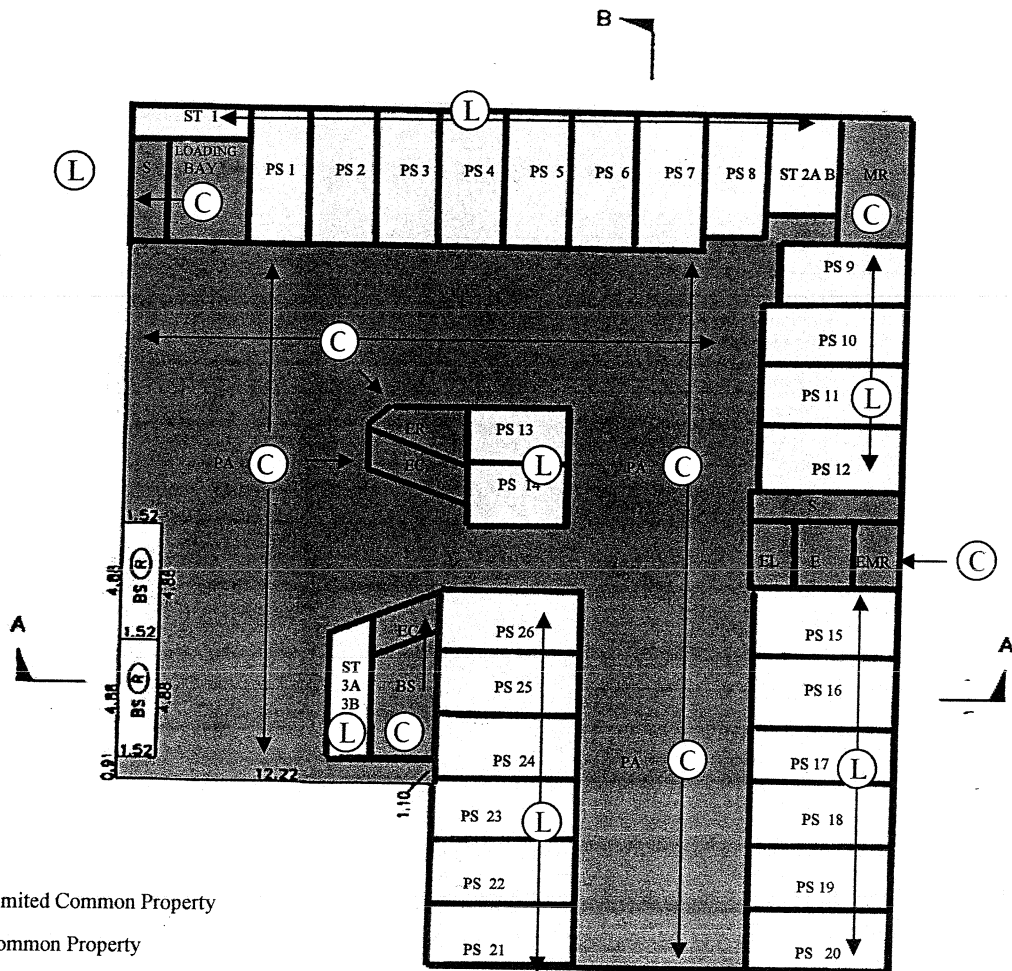 B
ST 1
L
L
S
LOADING
BAY
C
PS 1
PS 2
PS 3
PS 4
PS 5
PS 6
PS 7
PS 8
ST 2A B
MR
C
PS 9
PS 10
PS 11
L
PS 12
C
ER
EC
PS 13
L
PS 14
PA
C
PA
C
S
EL
EMR
C
1.52
4.88
BS R
4.88
1.52
4.88
BS R
4.88
1.52
0.91
12.22
1.10
A
A
EC
ST
3A
3B
L
BS
C
PS 26
PS 25
PS 24
PS 23
L
PS 22
PS 21
PA
C
PS 15
PS 16
PS 17
L
PS 18
PS 19
PS 20
mited Common Property
ommon Property